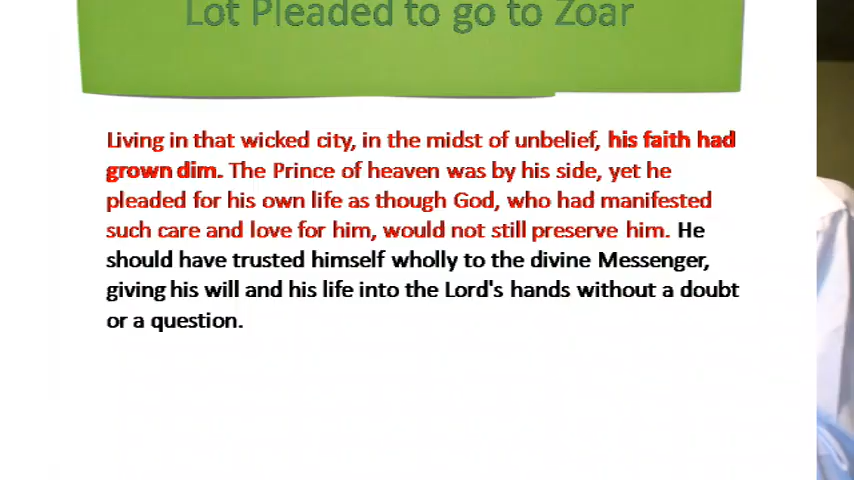 Lot Pleaded to go to Zoar
Living in that wicked city, in the midst of unbelief, his faith had
grown dim. The Prince of heaven was by his side, yet he
pleaded for his own life as though God, who had manifested
such care and love for him, would not still preserve him. He
should have trusted himself wholly to the divine Messenger,
giving his will and his life into the Lord's hands without a doubt
or a question.